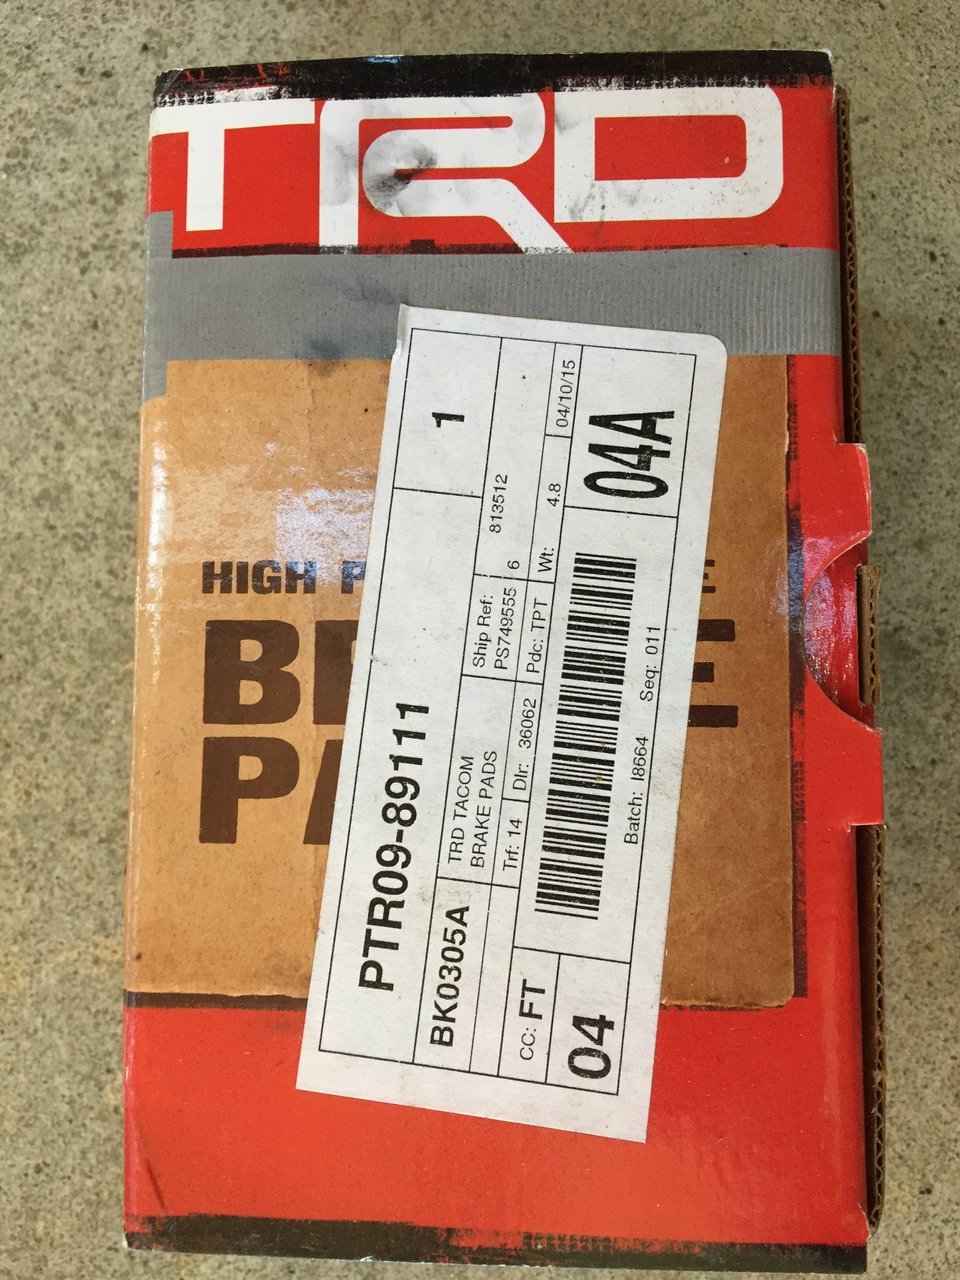 TRD
HIGH P E
BR E
PA
PTR09-89111
1
BK0305A
TRD TACOM
BRAKE PADS
Ship Ref:
PS749555
6
813512
Trf: 14
Dlr: 36062
Pdc: TPT
Wt: 4.8
04/10/15
CC: FT
04
04A
Batch: I8664
Seq: 011